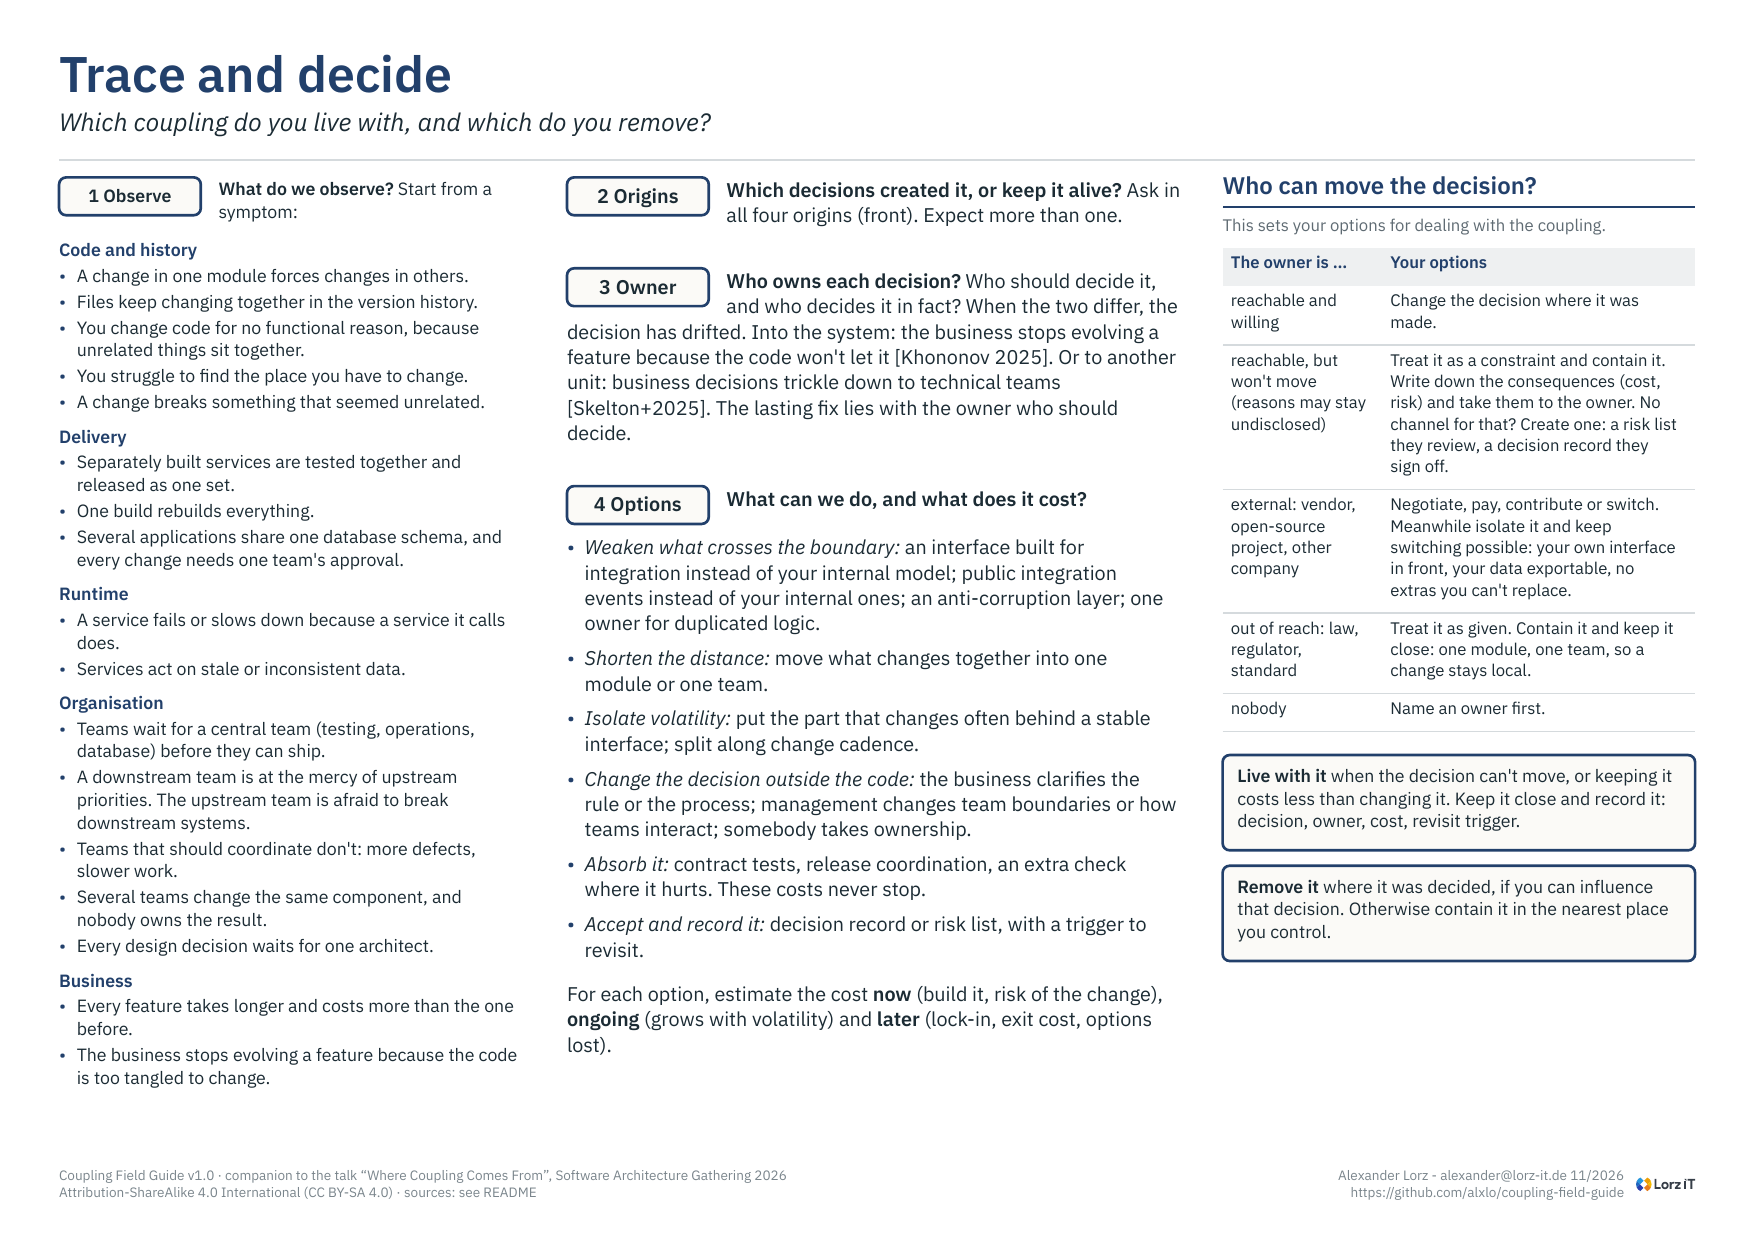 Trace and decide
Which coupling do you live with, and which do you remove?
1 Observe
What do we observe? Start from a
symptom:
Code and history
• A change in one module forces changes in others.
• Files keep changing together in the version history.
• You change code for no functional reason, because
unrelated things sit together.
• You struggle to find the place you have to change.
• A change breaks something that seemed unrelated.
Delivery
• Separately built services are tested together and
released as one set.
• One build rebuilds everything.
• Several applications share one database schema, and
every change needs one team's approval.
Runtime
• A service fails or slows down because a service it calls
does.
• Services act on stale or inconsistent data.
Organisation
• Teams wait for a central team (testing, operations,
database) before they can ship.
• A downstream team is at the mercy of upstream
priorities. The upstream team is afraid to break
downstream systems.
• Teams that should coordinate don't: more defects,
slower work.
• Several teams change the same component, and
nobody owns the result.
• Every design decision waits for one architect.
Business
• Every feature takes longer and costs more than the one
before.
• The business stops evolving a feature because the code
is too tangled to change.
2 Origins
Which decisions created it, or keep it alive? Ask in
all four origins (front). Expect more than one.
3 Owner
Who owns each decision? Who should decide it,
and who decides it in fact? When the two differ, the
decision has drifted. Into the system: the business stops evolving a
feature because the code won't let it [Khononov 2025]. Or to another
unit: business decisions trickle down to technical teams
[Skelton+2025]. The lasting fix lies with the owner who should
decide.
4 Options
What can we do, and what does it cost?
• Weaken what crosses the boundary: an interface built for
integration instead of your internal model; public integration
events instead of your internal ones; an anti-corruption layer; one
owner for duplicated logic.
• Shorten the distance: move what changes together into one
module or one team.
• Isolate volatility: put the part that changes often behind a stable
interface; split along change cadence.
• Change the decision outside the code: the business clarifies the
rule or the process; management changes team boundaries or how
teams interact; somebody takes ownership.
• Absorb it: contract tests, release coordination, an extra check
where it hurts. These costs never stop.
• Accept and record it: decision record or risk list, with a trigger to
revisit.
For each option, estimate the cost now (build it, risk of the change),
ongoing (grows with volatility) and later (lock-in, exit cost, options
lost).
Who can move the decision?
This sets your options for dealing with the coupling.
The owner is ...
Your options
reachable and
willing
Change the decision where it was
made.
reachable, but
won't move
(reasons may stay
undisclosed)
Treat it as a constraint and contain it.
Write down the consequences (cost,
risk) and take them to the owner. No
channel for that? Create one: a risk list
they review, a decision record they
sign off.
external: vendor,
open-source
project, other
company
Negotiate, pay, contribute or switch.
Meanwhile isolate it and keep
switching possible: your own interface
in front, your data exportable, no
extras you can't replace.
out of reach: law,
regulator,
standard
Treat it as given. Contain it and keep it
close: one module, one team, so a
change stays local.
nobody
Name an owner first.
Live with it when the decision can't move, or keeping it
costs less than changing it. Keep it close and record it:
decision, owner, cost, revisit trigger.
Remove it where it was decided, if you can influence
that decision. Otherwise contain it in the nearest place
you control.
Coupling Field Guide v1.0 · companion to the talk “Where Coupling Comes From”, Software Architecture Gathering 2026
Attribution-ShareAlike 4.0 International (CC BY-SA 4.0) · sources: see README
Alexander Lorz - alexander@lorz-it.de 11/2026
https://github.com/alxlo/coupling-field-guide
Lorz iT